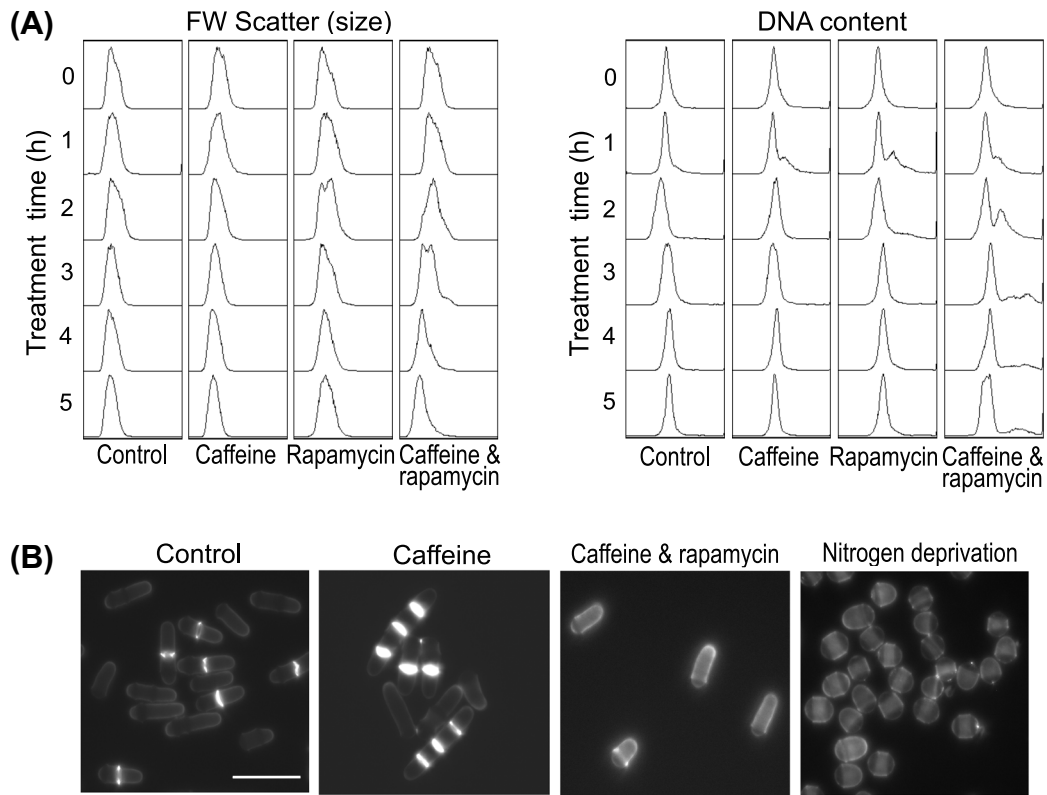 (A)
FW Scatter (size)
DNA content
Treatment time (h)
0
1
2
3
4
5
Control
Caffeine
Rapamycin
Caffeine &
rapamycin
Treatment time (h)
0
1
2
3
4
5
Control
Caffeine
Rapamycin
Caffeine &
rapamycin
(B)
Control
Caffeine
Caffeine & rapamycin
Nitrogen deprivation